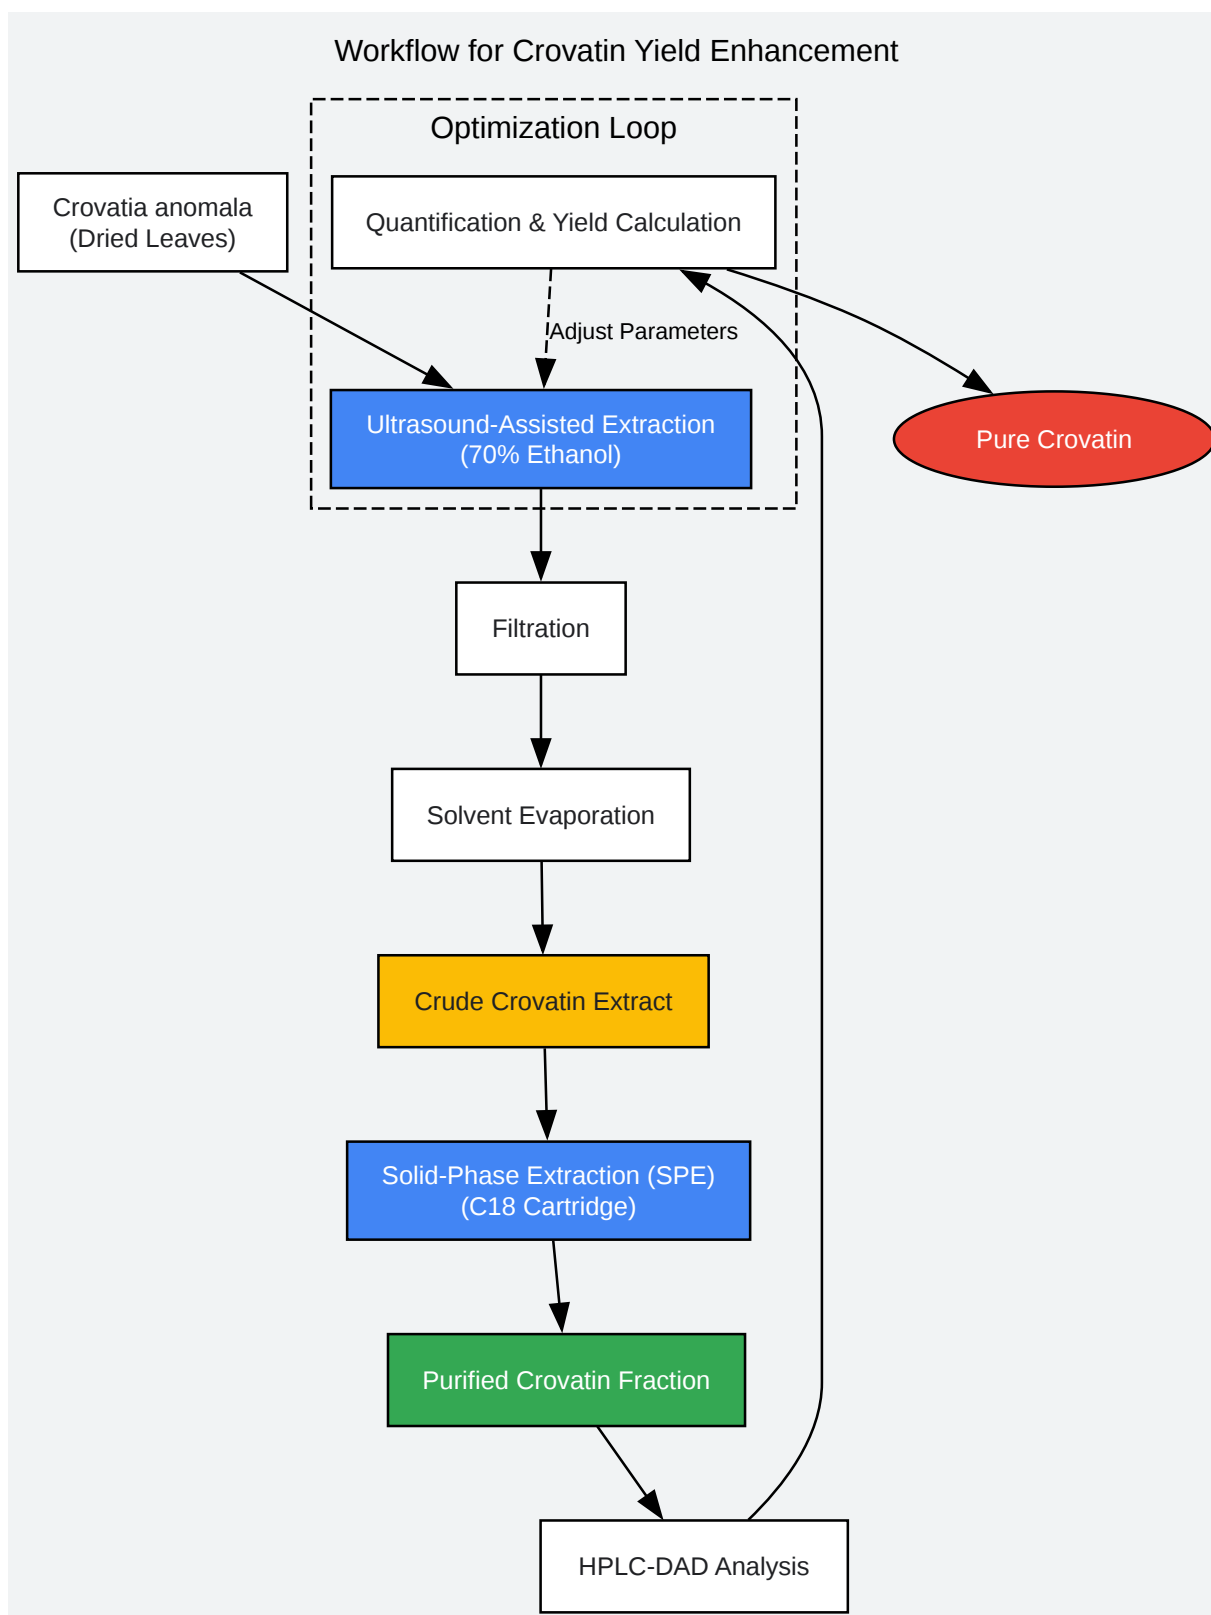 Workflow for Crovatin Yield Enhancement
Optimization Loop
Crovatia anomala
(Dried Leaves)
Quantification & Yield Calculation
Adjust Parameters
Ultrasound-Assisted Extraction
(70% Ethanol)
Pure Crovatin
Filtration
Solvent Evaporation
Crude Crovatin Extract
Solid-Phase Extraction (SPE)
(C18 Cartridge)
Purified Crovatin Fraction
HPLC-DAD Analysis